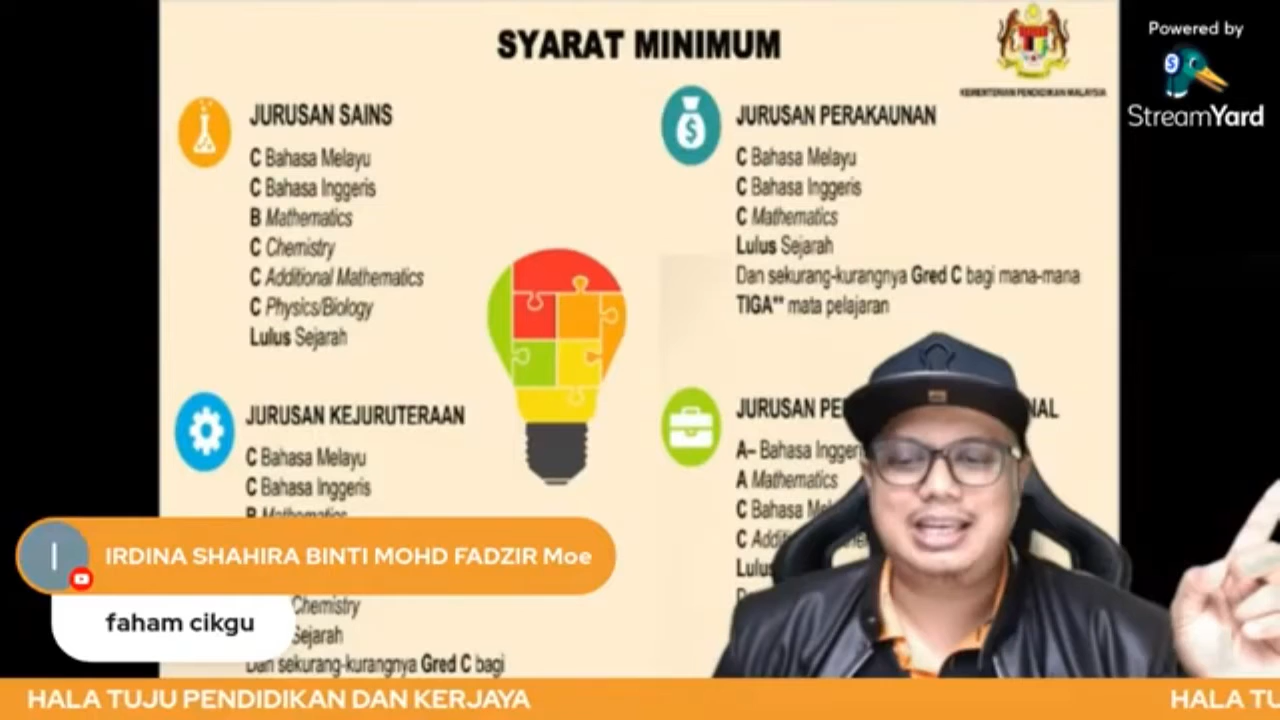 SYARAT MINIMUM
KEMENTERIAN PENDIDIKAN MALAYSIA
Powered by
StreamYard
JURUSAN SAINS
C Bahasa Melayu
C Bahasa Inggeris
B Mathematics
C Chemistry
C Additional Mathematics
C Physics/Biology
Lulus Sejarah
JURUSAN PERAKAUNAN
C Bahasa Melayu
C Bahasa Inggeris
C Mathematics
Lulus Sejarah
Dan sekurang-kurangnya Gred C bagi mana-mana
TIGA** mata pelajaran
JURUSAN KEJURUTERAAN
C Bahasa Melayu
C Bahasa Inggeris
B Mathematics
Chemistry
Sejarah
Dan sekurang-kurangnya Gred C bagi
JURUSAN
A– Bahasa
A Mathematics
C Bahasa
C
Lulus
I
IRDINA SHAHIRA BINTI MOHD FADZIR Moe
faham cikgu
HALA TUJU PENDIDIKAN DAN KERJAYA
HALA